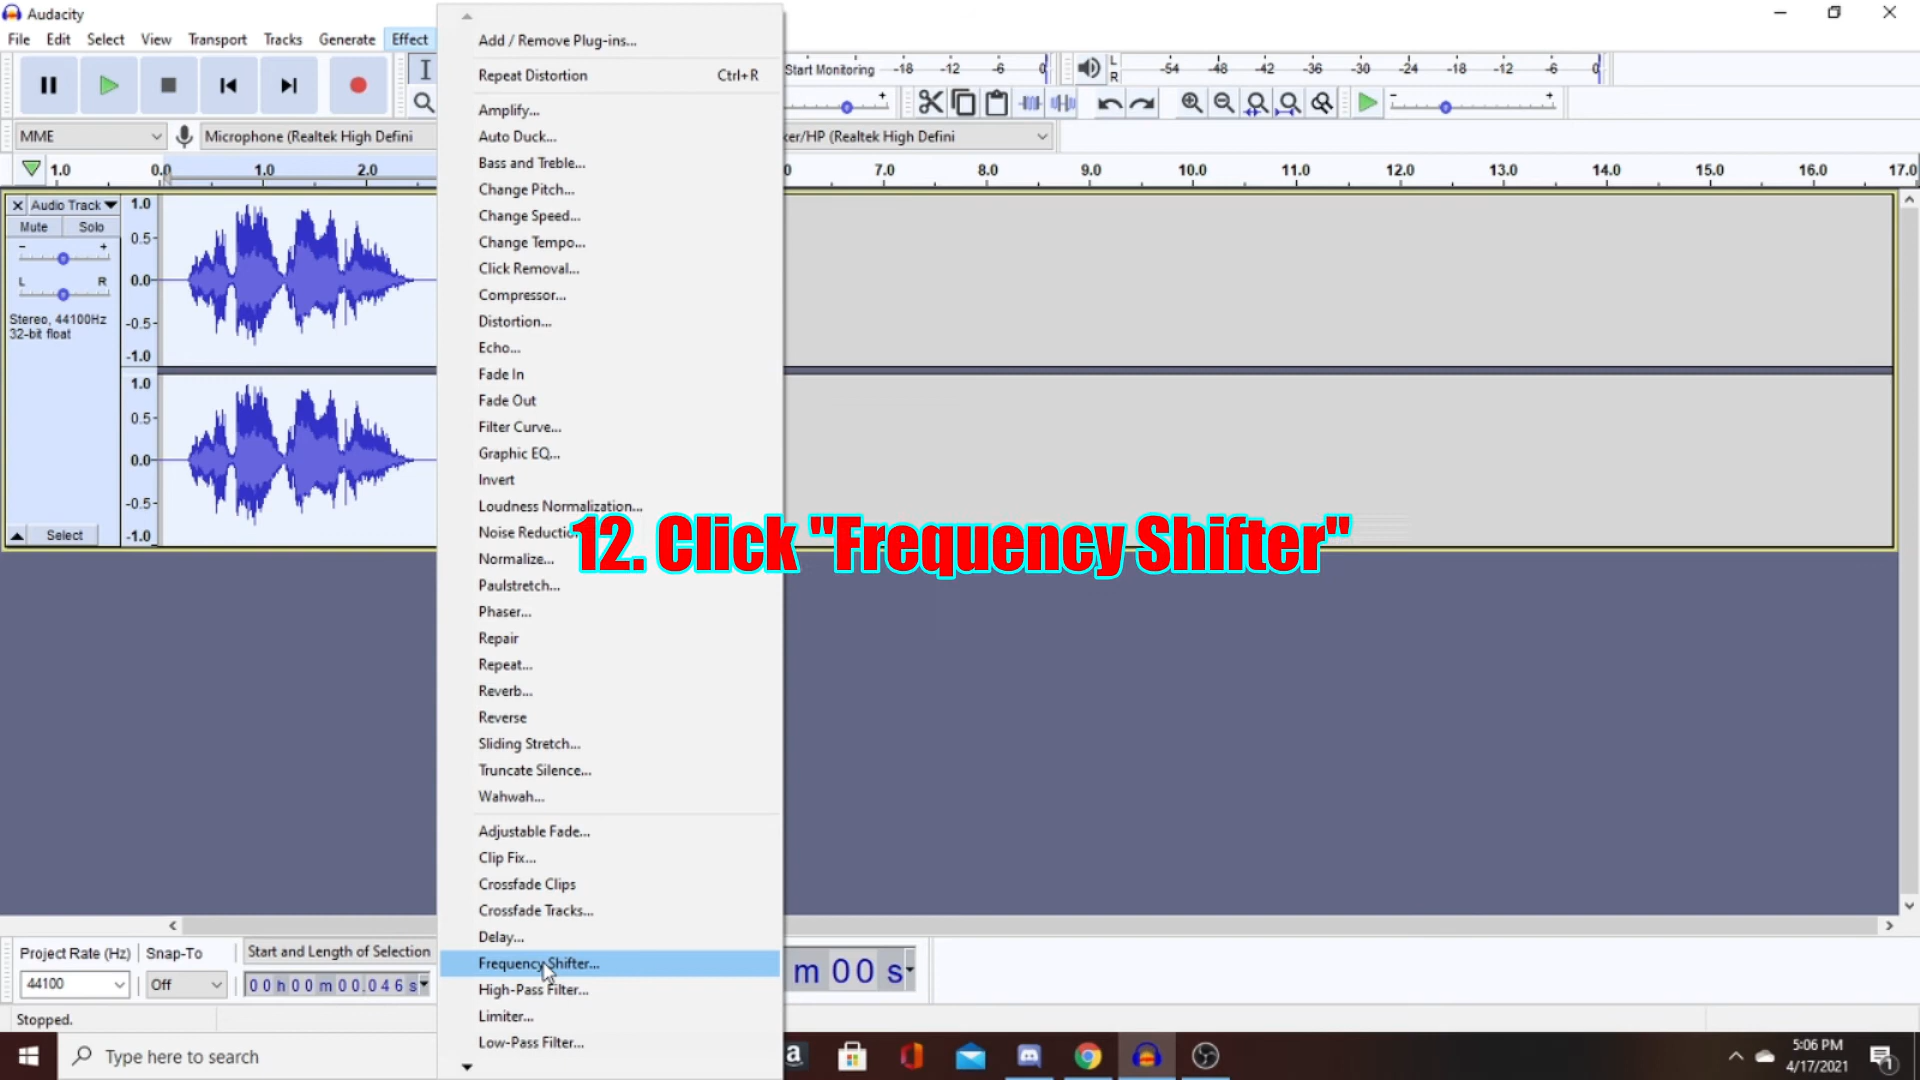 Audacity
File Edit Select View Transport Tracks Generate Effect
Add / Remove Plug-ins...
Repeat Distortion Ctrl+R
Amplify...
Auto Duck...
Bass and Treble...
Change Pitch...
Change Speed...
Change Tempo...
Click Removal...
Compressor...
Distortion...
Echo...
Fade In
Fade Out
Filter Curve...
Graphic EQ...
Invert
Loudness Normalization...
Normalize...
Paulstretch...
Phaser...
Repair
Repeat...
Reverb...
Reverse
Sliding Stretch...
Truncate Silence...
Wahwah...
Adjustable Fade...
Clip Fix...
Crossfade Clips
Crossfade Tracks...
Delay...
Frequency Shifter...
High-Pass Filter...
Limiter...
Low-Pass Filter...
12. Click "Frequency Shifter"
Start Monitoring -18 -12 -6 0
L R -54 -48 -42 -36 -30 -24 -18 -12 -6 0
MME Microphone (Realtek High Defini
ker/HP (Realtek High Defini
1.0 0.0 1.0 2.0 7.0 8.0 9.0 10.0 11.0 12.0 13.0 14.0 15.0 16.0 17.0
Audio Track
Mute Solo
- +
L R
Stereo, 44100Hz
32-bit float
Select
1.0
0.5
0.0
-0.5
-1.0
1.0
0.5
0.0
-0.5
-1.0
Project Rate (Hz) Snap-To Start and Length of Selection
44100 Off 00h00m00.046s
m 00 s
Stopped.
Type here to search
5:06 PM
4/17/2021
1